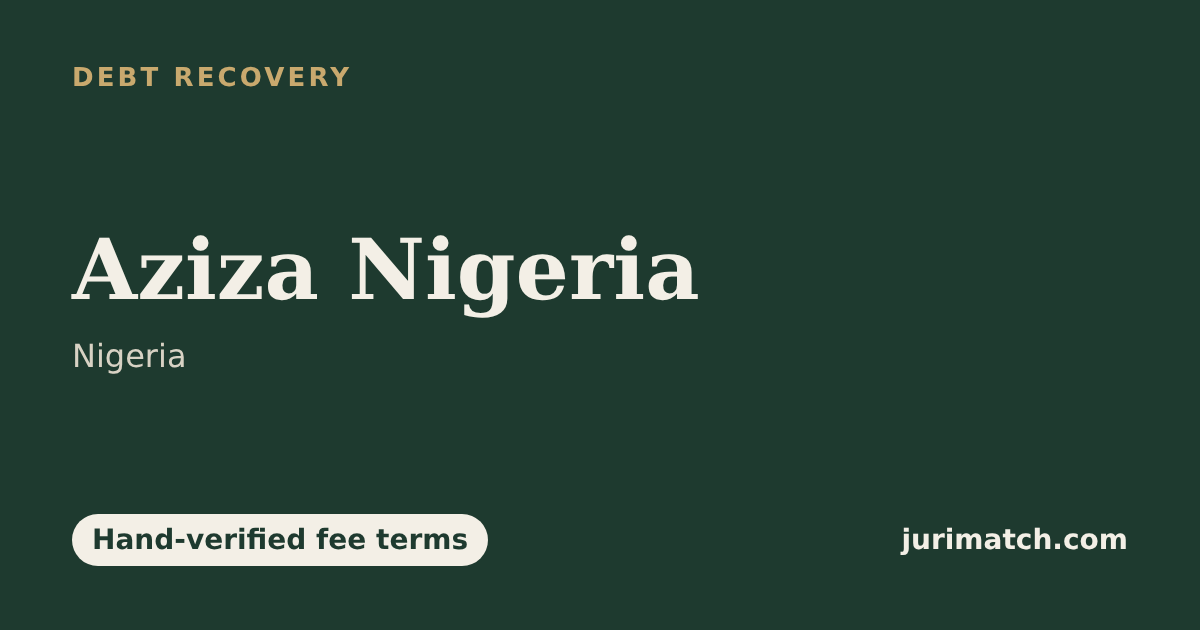 DEBT RECOVERY
Aziza Nigeria
Nigeria
Hand-verified fee terms
jurimatch.com